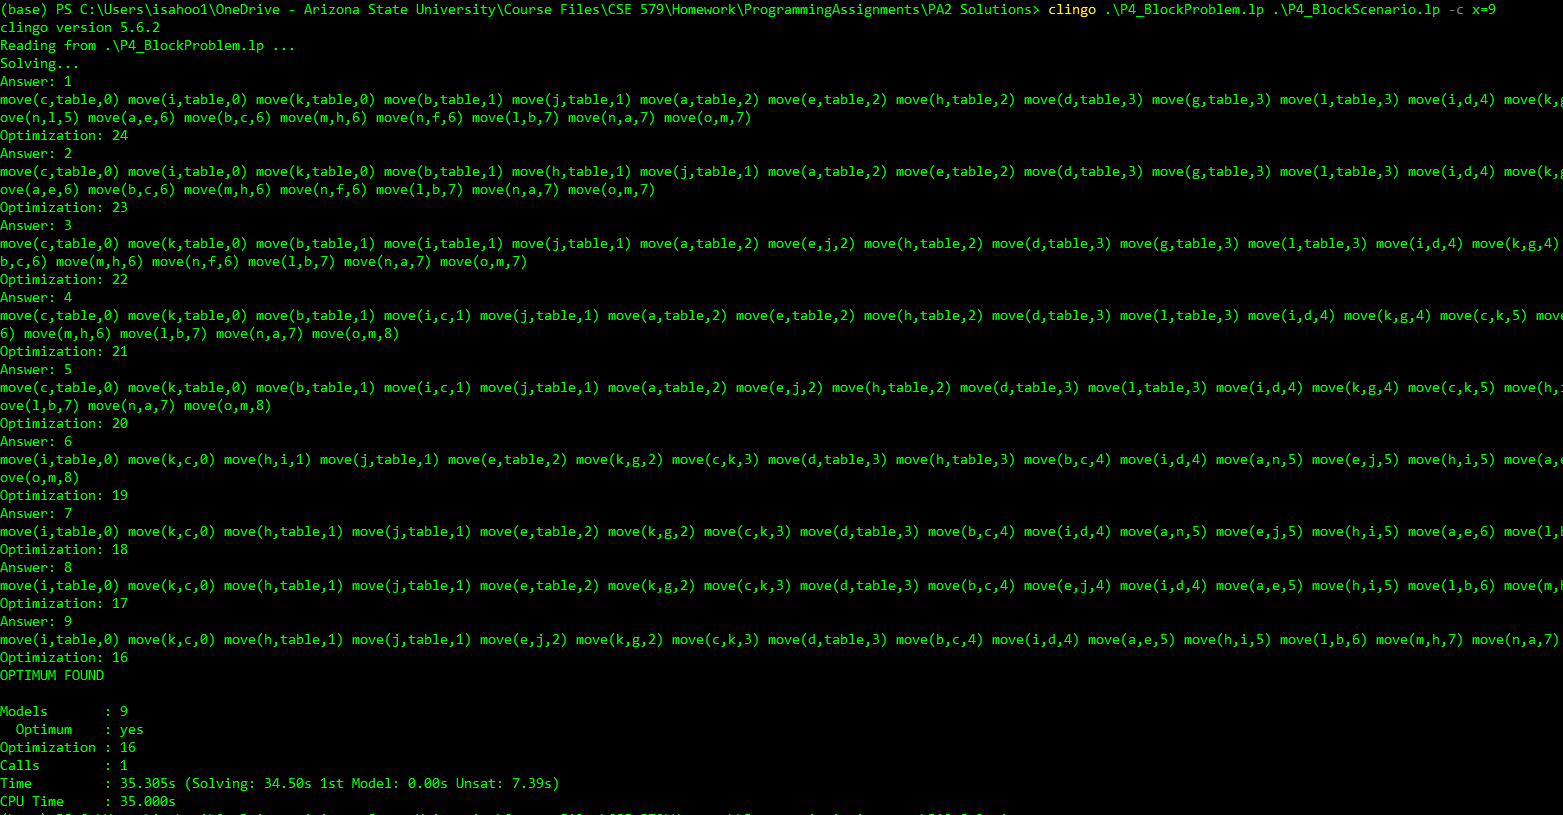 (base) PS C:\Users\isahoo1\OneDrive - Arizona State University\Course Files\CSE 579\Homework\ProgrammingAssignments\PA2 Solutions> clingo .\P4_BlockProblem.lp .\P4_BlockScenario.lp -c x=9
clingo version 5.6.2
Reading from .\P4_BlockProblem.lp ...
Solving...
Answer: 1
move(c,table,0) move(i,table,0) move(k,table,0) move(b,table,1) move(j,table,1) move(a,table,2) move(e,table,2) move(h,table,2) move(d,table,3) move(g,table,3) move(l,table,3) move(i,d,4) move(k,g
ove(n,l,5) move(a,e,6) move(b,c,6) move(m,h,6) move(n,f,6) move(l,b,7) move(n,a,7) move(o,m,7)
Optimization: 24
Answer: 2
move(c,table,0) move(i,table,0) move(k,table,0) move(b,table,1) move(h,table,1) move(j,table,1) move(a,table,2) move(e,table,2) move(d,table,3) move(g,table,3) move(l,table,3) move(i,d,4) move(k,g
ove(a,e,6) move(b,c,6) move(m,h,6) move(n,f,6) move(l,b,7) move(n,a,7) move(o,m,7)
Optimization: 23
Answer: 3
move(c,table,0) move(k,table,0) move(b,table,1) move(i,table,1) move(j,table,1) move(a,table,2) move(e,j,2) move(h,table,2) move(d,table,3) move(g,table,3) move(l,table,3) move(i,d,4) move(k,g,4)
b,c,6) move(m,h,6) move(n,f,6) move(l,b,7) move(n,a,7) move(o,m,7)
Optimization: 22
Answer: 4
move(c,table,0) move(k,table,0) move(b,table,1) move(i,c,1) move(j,table,1) move(a,table,2) move(e,table,2) move(h,table,2) move(d,table,3) move(l,table,3) move(i,d,4) move(k,g,4) move(c,k,5) move
6) move(m,h,6) move(l,b,7) move(n,a,7) move(o,m,8)
Optimization: 21
Answer: 5
move(c,table,0) move(k,table,0) move(b,table,1) move(i,c,1) move(j,table,1) move(a,table,2) move(e,j,2) move(h,table,2) move(d,table,3) move(l,table,3) move(i,d,4) move(k,g,4) move(c,k,5) move(h,i
ove(l,b,7) move(n,a,7) move(o,m,8)
Optimization: 20
Answer: 6
move(i,table,0) move(k,c,0) move(h,i,1) move(j,table,1) move(e,table,2) move(k,g,2) move(c,k,3) move(d,table,3) move(h,table,3) move(b,c,4) move(i,d,4) move(a,n,5) move(e,j,5) move(h,i,5) move(a,e
ove(o,m,8)
Optimization: 19
Answer: 7
move(i,table,0) move(k,c,0) move(h,table,1) move(j,table,1) move(e,table,2) move(k,g,2) move(c,k,3) move(d,table,3) move(b,c,4) move(i,d,4) move(a,n,5) move(e,j,5) move(h,i,5) move(a,e,6) move(l,b
Optimization: 18
Answer: 8
move(i,table,0) move(k,c,0) move(h,table,1) move(j,table,1) move(e,table,2) move(k,g,2) move(c,k,3) move(d,table,3) move(b,c,4) move(e,j,4) move(i,d,4) move(a,e,5) move(h,i,5) move(l,b,6) move(m,h
Optimization: 17
Answer: 9
move(i,table,0) move(k,c,0) move(h,table,1) move(j,table,1) move(e,j,2) move(k,g,2) move(c,k,3) move(d,table,3) move(b,c,4) move(i,d,4) move(a,e,5) move(h,i,5) move(l,b,6) move(m,h,7) move(n,a,7)
Optimization: 16
OPTIMUM FOUND
Models : 9
Optimum : yes
Optimization : 16
Calls : 1
Time : 35.305s (Solving: 34.50s 1st Model: 0.00s Unsat: 7.39s)
CPU Time : 35.000s